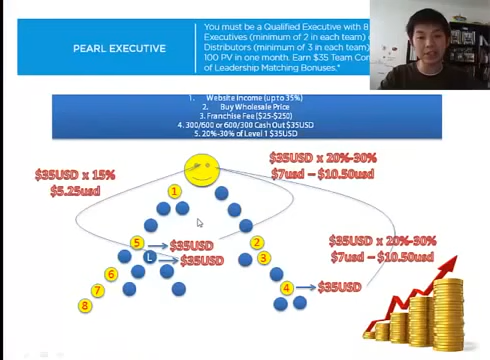 PEARL EXECUTIVE
You must be a Qualified Executive with 8
Executives (minimum of 2 in each team)
Distributors (minimum of 3 in each team)
100 PV in one month. Earn $35 Team
of Leadership Matching Bonuses.*
1. Website Income (up to 35%)
2. Buy Wholesale Price
3. Franchise Fee ($25-$250)
4. 300/600 or 600/300 Cash Out $35USD
5. 20%-30% of Level 1 $35USD
$35USD x 15%
$5.25usd
$35USD x 20%-30%
$7usd – $10.50usd
1
5
$35USD
2
L
$35USD
3
$35USD x 20%-30%
$7usd – $10.50usd
6
7
4
$35USD
8